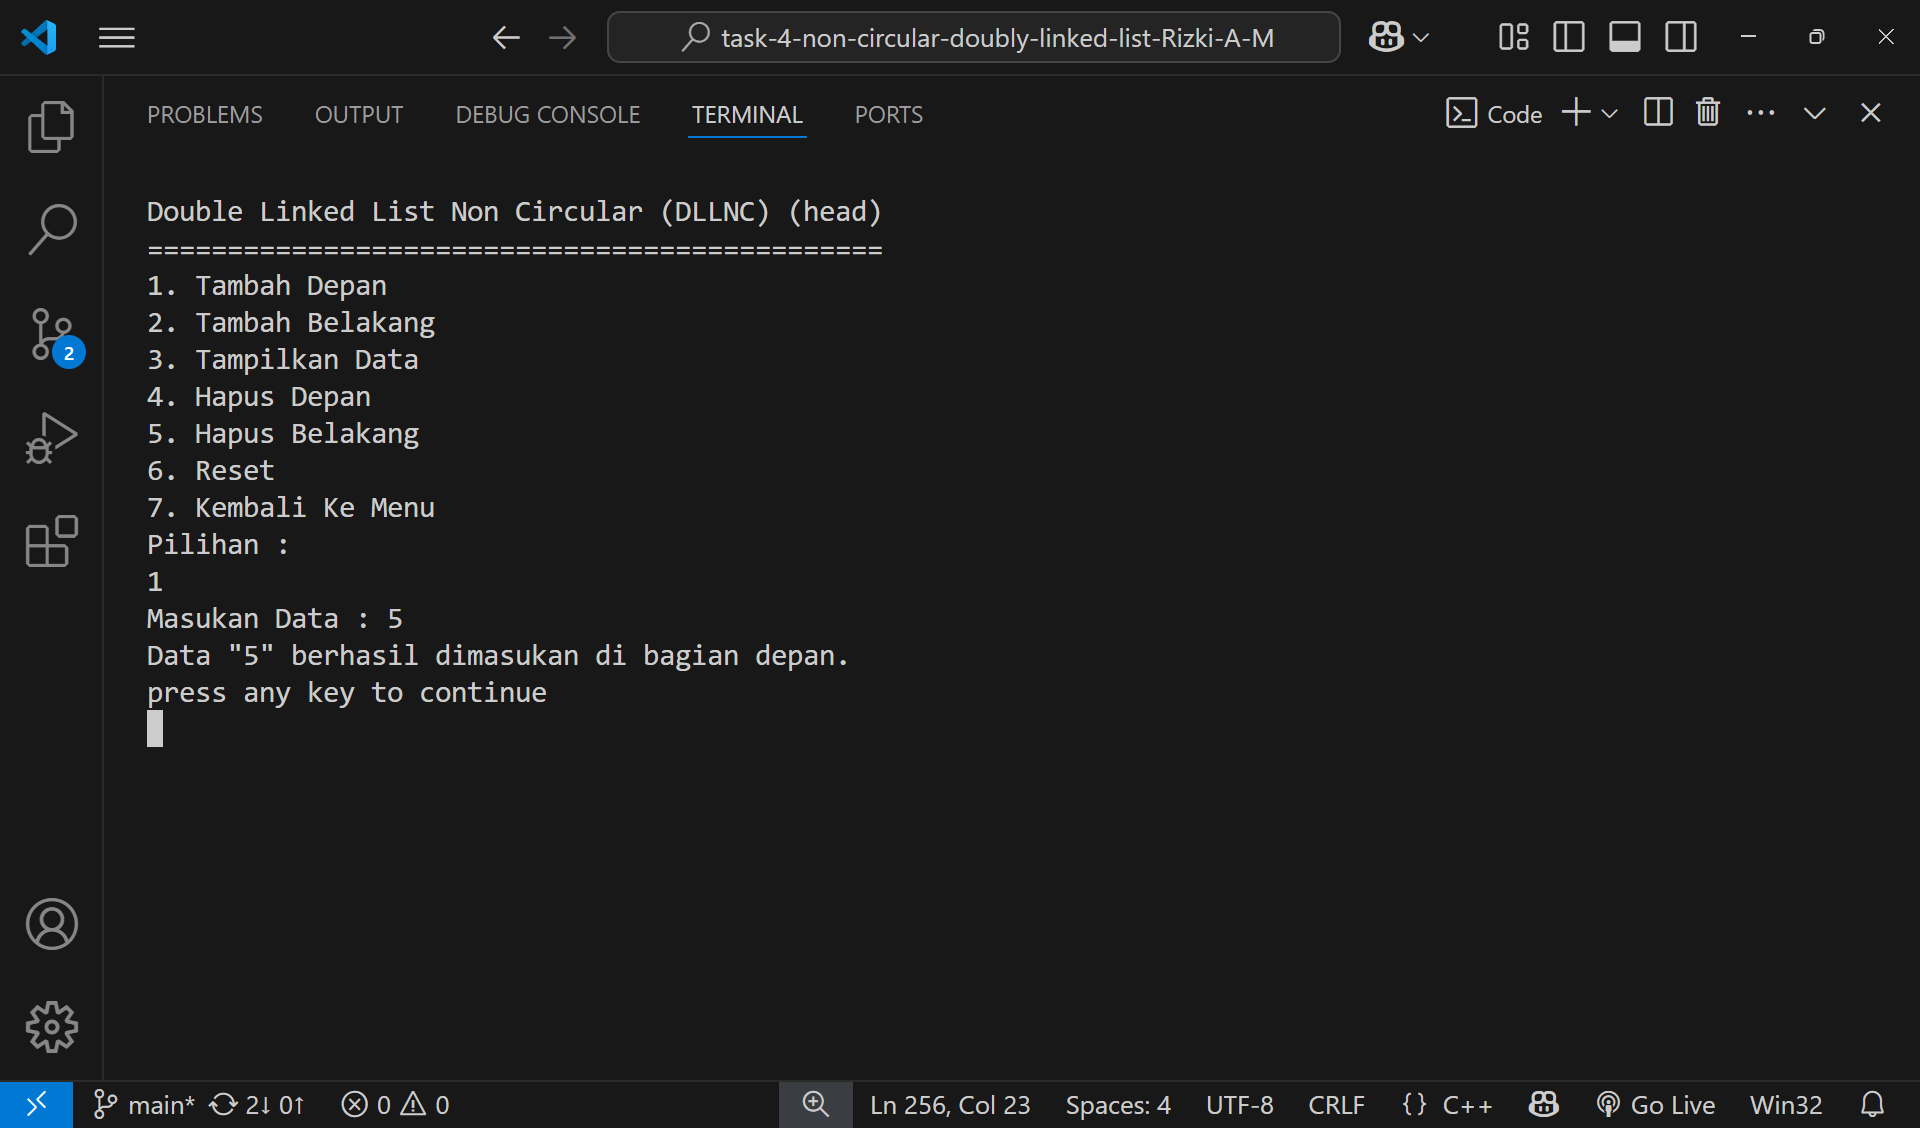 task-4-non-circular-doubly-linked-list-Rizki-A-M
PROBLEMS OUTPUT DEBUG CONSOLE TERMINAL PORTS Code
Double Linked List Non Circular (DLLNC) (head)
==============================================
1. Tambah Depan
2. Tambah Belakang
3. Tampilkan Data
4. Hapus Depan
5. Hapus Belakang
6. Reset
7. Kembali Ke Menu
Pilihan :
1
Masukan Data : 5
Data "5" berhasil dimasukan di bagian depan.
press any key to continue
2
main* 2↓ 0↑ 0 0 Ln 256, Col 23 Spaces: 4 UTF-8 CRLF {} C++ Go Live Win32